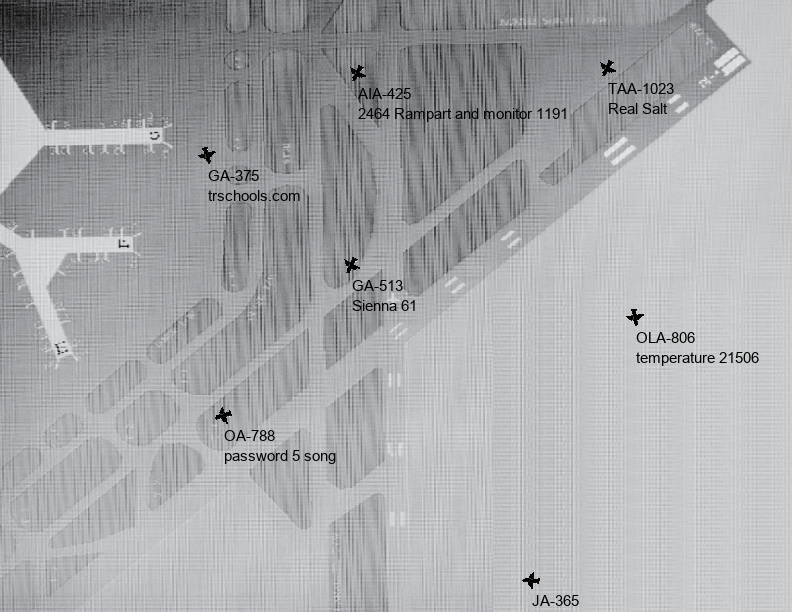 AIA-425
2464 Rampart and monitor 1191
TAA-1023
Real Salt
GA-375
trschools.com
GA-513
Sienna 61
OLA-806
temperature 21506
OA-788
password 5 song
JA-365